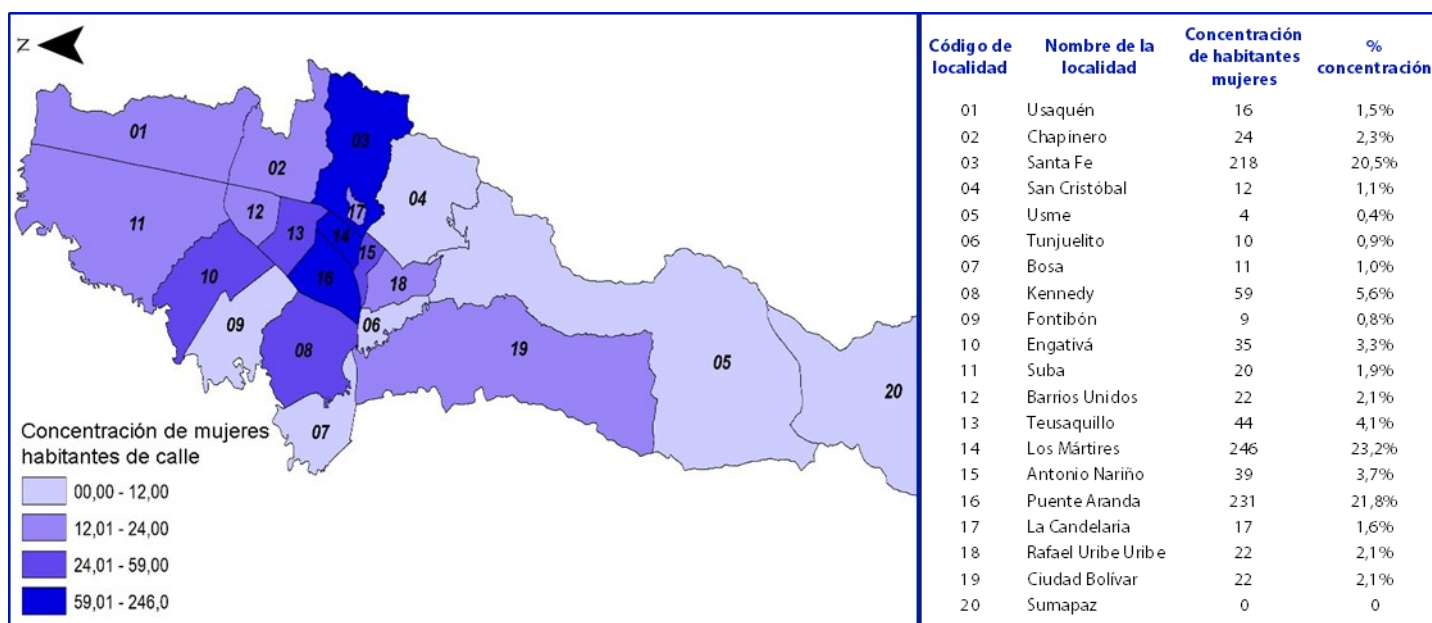 N
01
02
03
04
05
06
07
08
09
10
11
12
13
14
15
16
17
18
19
20
Concentración de mujeres
habitantes de calle
00,00 - 12,00
12,01 - 24,00
24,01 - 59,00
59,01 - 246,0
Código de localidad Nombre de la localidad Concentración de habitantes mujeres % concentración
01 Usaquén 16 1,5%
02 Chapinero 24 2,3%
03 Santa Fe 218 20,5%
04 San Cristóbal 12 1,1%
05 Usme 4 0,4%
06 Tunjuelito 10 0,9%
07 Bosa 11 1,0%
08 Kennedy 59 5,6%
09 Fontibón 9 0,8%
10 Engativá 35 3,3%
11 Suba 20 1,9%
12 Barrios Unidos 22 2,1%
13 Teusaquillo 44 4,1%
14 Los Mártires 246 23,2%
15 Antonio Nariño 39 3,7%
16 Puente Aranda 231 21,8%
17 La Candelaria 17 1,6%
18 Rafael Uribe Uribe 22 2,1%
19 Ciudad Bolívar 22 2,1%
20 Sumapaz 0 0